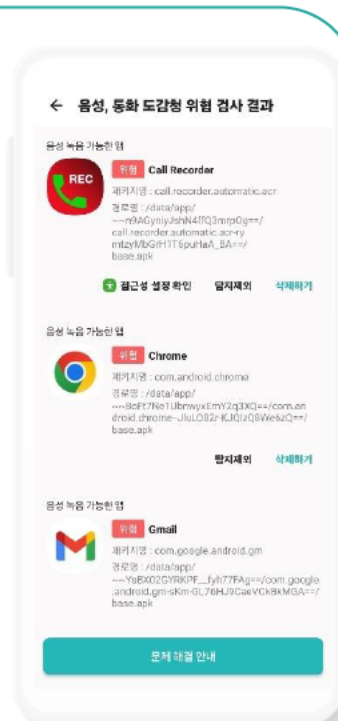 ← 음성, 통화 도감청 위험 검사 결과
음성 녹음 가능한 앱
REC
위험 Call Recorder
패키지명 : call.recorder.automatic.acr
경로명 : /data/app/
call.recorder.automatic.acr-ry
base.apk
접근성 설정 확인 탐지제외 삭제하기
음성 녹음 가능한 앱
위험 Chrome
패키지명 : com.android.chrome
경로명 : /data/app/
base.apk
탐지제외 삭제하기
음성 녹음 가능한 앱
위험 Gmail
패키지명 : com.google.android.gm
경로명 : /data/app/
base.apk
문제 해결 안내